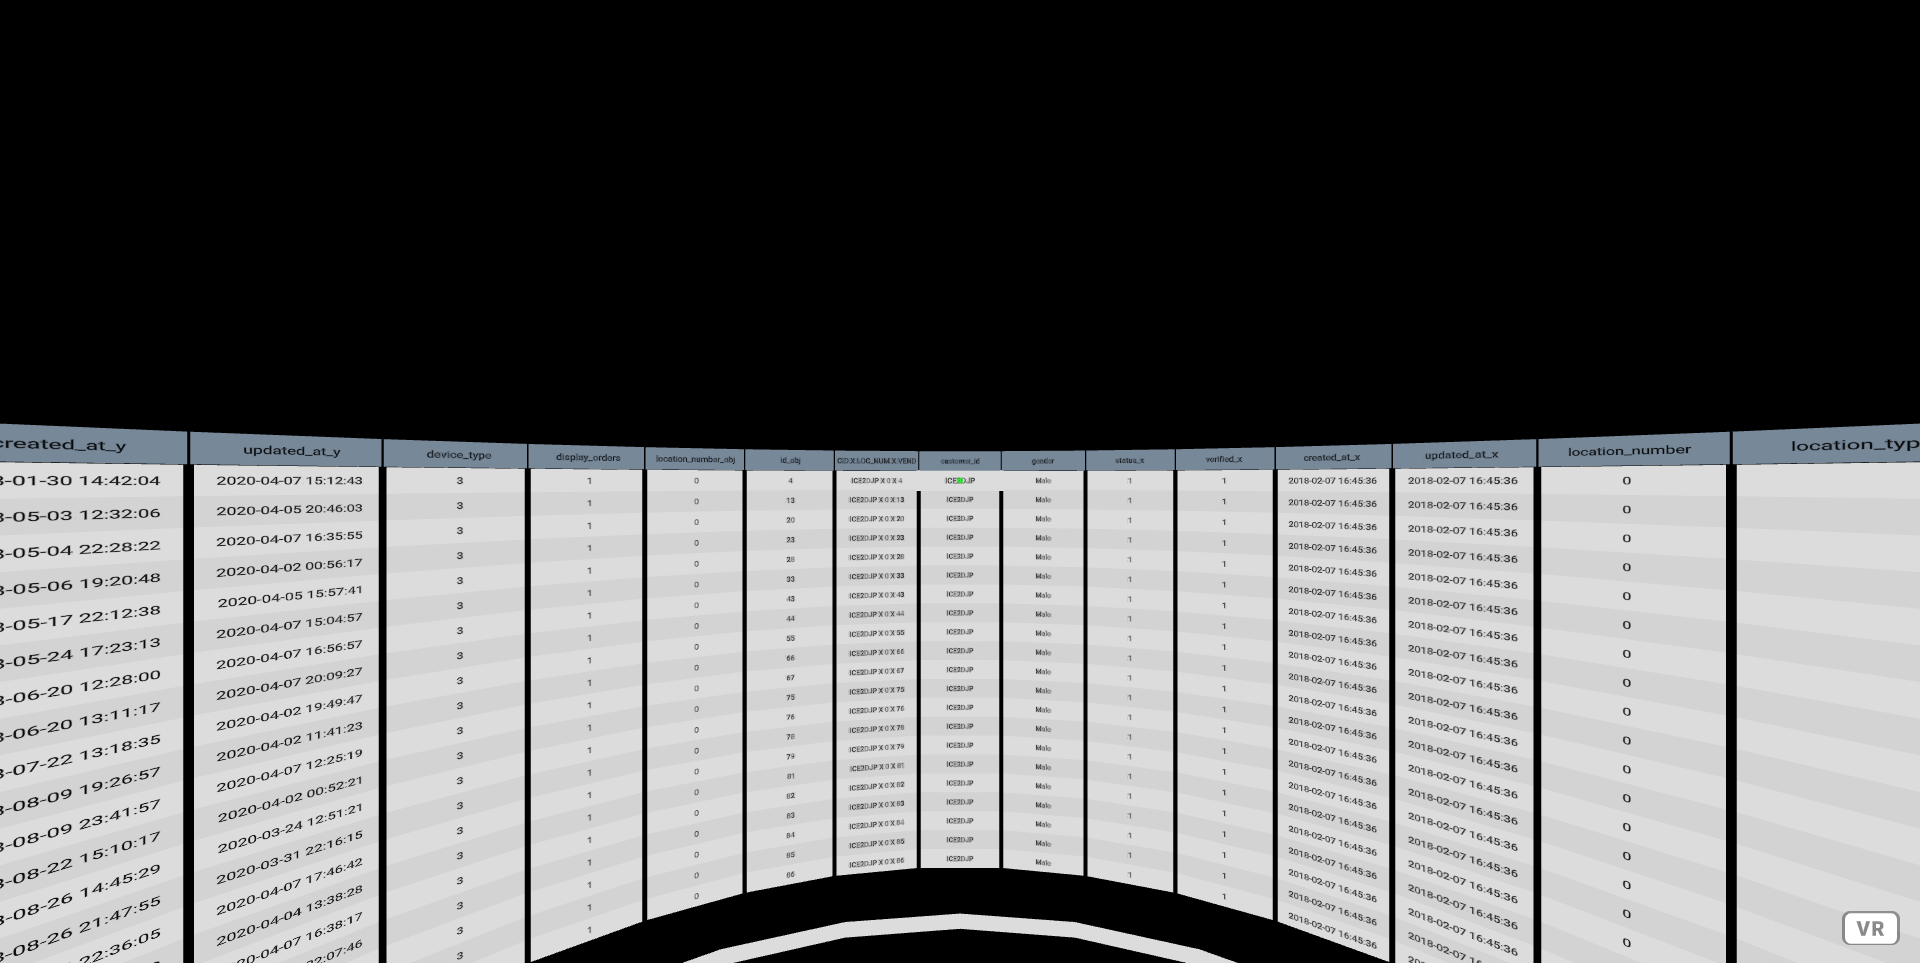 created_at_y updated_at_y device_type display_orders location_number_obj id_obj CID X LOC_NUM X VEND customer_id gender status_x verified_x created_at_x updated_at_x location_number location_typ
3-01-30 14:42:04 2020-04-07 15:12:43 3 1 0 4 ICE2DJP X 0 X 4 ICE2DJP Male 1 1 2018-02-07 16:45:36 2018-02-07 16:45:36 0
3-05-03 12:32:06 2020-04-05 20:46:03 3 1 0 13 ICE2DJP X 0 X 13 ICE2DJP Male 1 1 2018-02-07 16:45:36 2018-02-07 16:45:36 0
3-05-04 22:28:22 2020-04-07 16:35:55 3 1 0 20 ICE2DJP X 0 X 20 ICE2DJP Male 1 1 2018-02-07 16:45:36 2018-02-07 16:45:36 0
3-05-06 19:20:48 2020-04-02 00:56:17 3 1 0 23 ICE2DJP X 0 X 23 ICE2DJP Male 1 1 2018-02-07 16:45:36 2018-02-07 16:45:36 0
3-05-17 22:12:38 2020-04-05 15:57:41 3 1 0 28 ICE2DJP X 0 X 28 ICE2DJP Male 1 1 2018-02-07 16:45:36 2018-02-07 16:45:36 0
3-05-24 17:23:13 2020-04-07 15:04:57 3 1 0 33 ICE2DJP X 0 X 33 ICE2DJP Male 1 1 2018-02-07 16:45:36 2018-02-07 16:45:36 0
3-06-20 12:28:00 2020-04-07 16:56:57 3 1 0 43 ICE2DJP X 0 X 43 ICE2DJP Male 1 1 2018-02-07 16:45:36 2018-02-07 16:45:36 0
3-06-20 13:11:17 2020-04-07 20:09:27 3 1 0 44 ICE2DJP X 0 X 44 ICE2DJP Male 1 1 2018-02-07 16:45:36 2018-02-07 16:45:36 0
3-07-22 13:18:35 2020-04-02 19:49:47 3 1 0 55 ICE2DJP X 0 X 55 ICE2DJP Male 1 1 2018-02-07 16:45:36 2018-02-07 16:45:36 0
3-08-09 19:26:57 2020-04-02 11:41:23 3 1 0 66 ICE2DJP X 0 X 66 ICE2DJP Male 1 1 2018-02-07 16:45:36 2018-02-07 16:45:36 0
3-08-09 23:41:57 2020-04-07 12:25:19 3 1 0 67 ICE2DJP X 0 X 67 ICE2DJP Male 1 1 2018-02-07 16:45:36 2018-02-07 16:45:36 0
3-08-22 15:10:17 2020-04-02 00:52:21 3 1 0 75 ICE2DJP X 0 X 75 ICE2DJP Male 1 1 2018-02-07 16:45:36 2018-02-07 16:45:36 0
3-08-26 14:45:29 2020-03-24 12:51:21 3 1 0 76 ICE2DJP X 0 X 76 ICE2DJP Male 1 1 2018-02-07 16:45:36 2018-02-07 16:45:36 0
3-08-26 21:47:55 2020-03-31 22:16:15 3 1 0 78 ICE2DJP X 0 X 78 ICE2DJP Male 1 1 2018-02-07 16:45:36 2018-02-07 16:45:36 0
22:36:05 2020-04-07 17:46:42 3 1 0 79 ICE2DJP X 0 X 79 ICE2DJP Male 1 1 2018-02-07 16:45:36 2018-02-07 16:45:36 0
2020-04-04 13:38:28 3 1 0 81 ICE2DJP X 0 X 81 ICE2DJP Male 1 1 2018-02-07 16:45:36 2018-02-07 16:45:36 0
20-04-07 16:38:17 3 1 0 82 ICE2DJP X 0 X 82 ICE2DJP Male 1 1 2018-02-07 16:45:36 2018-02-07 16:45:36 0
22:07:46 3 1 0 83 ICE2DJP X 0 X 83 ICE2DJP Male 1 1 2018-02-07 16:45:36
3 1 0 84 ICE2DJP X 0 X 84 ICE2DJP Male 1 1 2018-02-07 16:45:36
3 1 0 85 ICE2DJP X 0 X 85 ICE2DJP Male 1 1 2018-02-07 16:45:36
0 86 ICE2DJP X 0 X 86 ICE2DJP Male 1 1 2018-02-07 16:45:36
VR